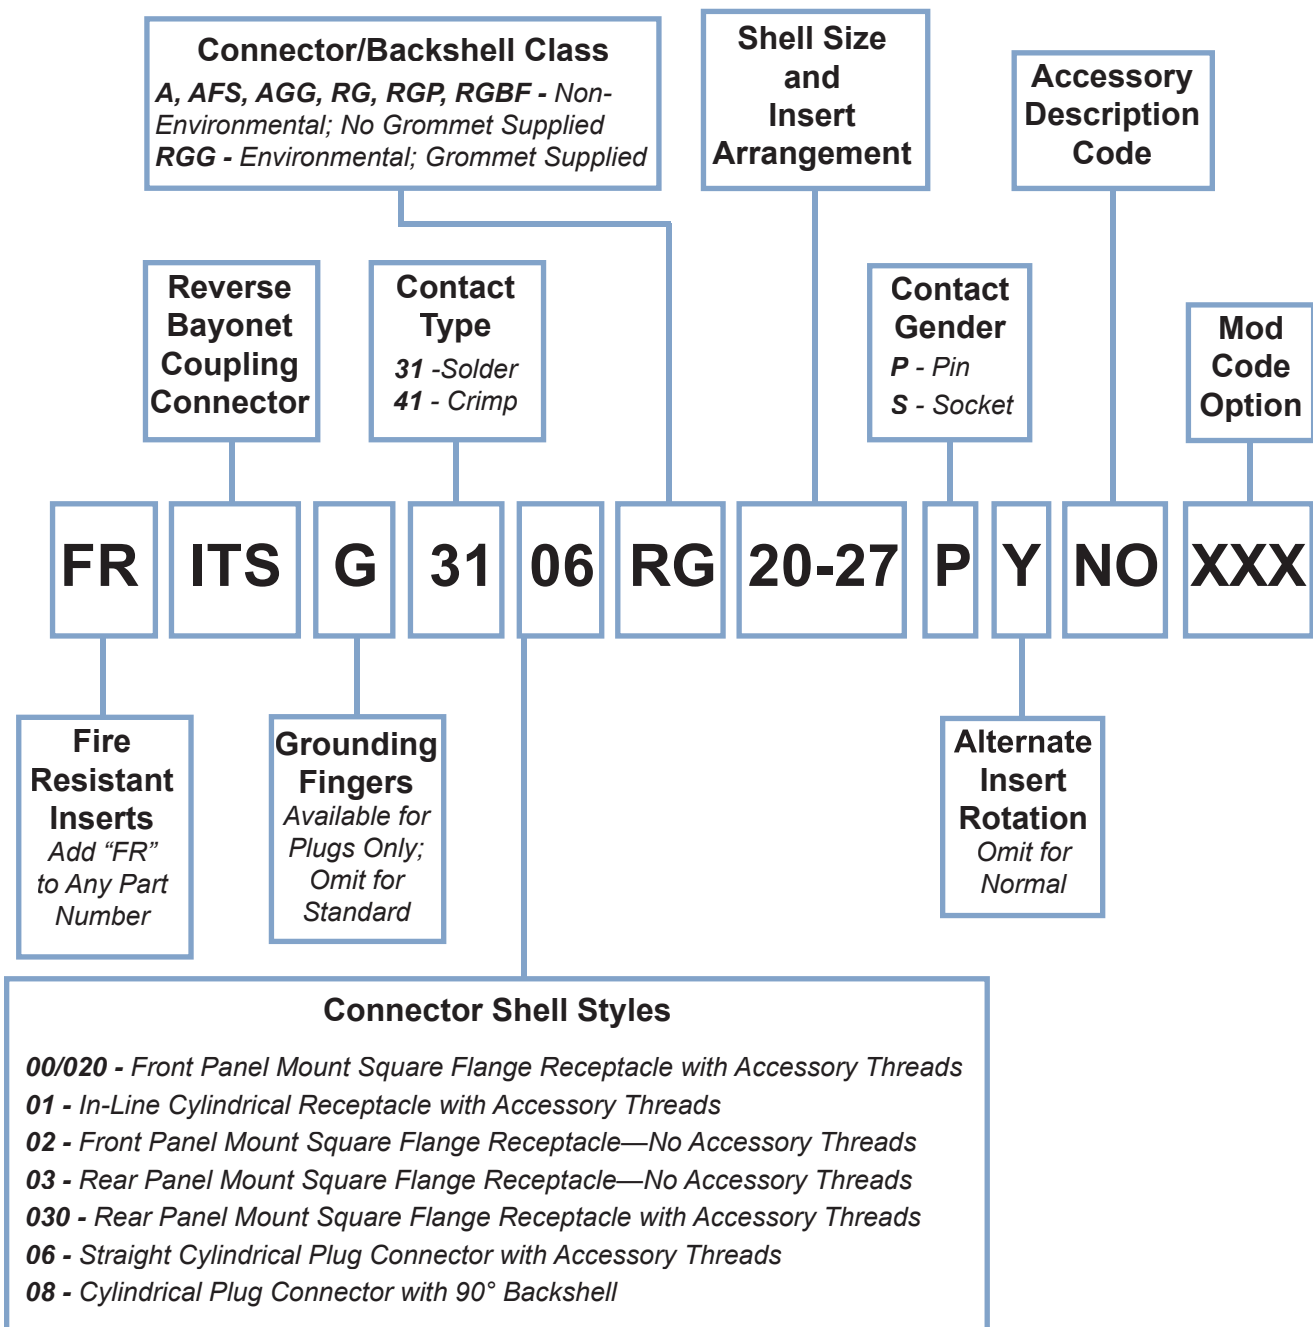 Connector/Backshell Class
A, AFS, AGG, RG, RGP, RGBF - Non-
Environmental; No Grommet Supplied
RGG - Environmental; Grommet Supplied
Shell Size
and
Insert
Arrangement
Accessory
Description
Code
Reverse
Bayonet
Coupling
Connector
Contact
Type
31 -Solder
41 - Crimp
Contact
Gender
P - Pin
S - Socket
Mod
Code
Option
FR ITS G 31 06 RG 20-27 P Y NO XXX
Fire
Resistant
Inserts
Add “FR”
to Any Part
Number
Grounding
Fingers
Available for
Plugs Only;
Omit for
Standard
Alternate
Insert
Rotation
Omit for
Normal
Connector Shell Styles
00/020 - Front Panel Mount Square Flange Receptacle with Accessory Threads
01 - In-Line Cylindrical Receptacle with Accessory Threads
02 - Front Panel Mount Square Flange Receptacle—No Accessory Threads
03 - Rear Panel Mount Square Flange Receptacle—No Accessory Threads
030 - Rear Panel Mount Square Flange Receptacle with Accessory Threads
06 - Straight Cylindrical Plug Connector with Accessory Threads
08 - Cylindrical Plug Connector with 90° Backshell